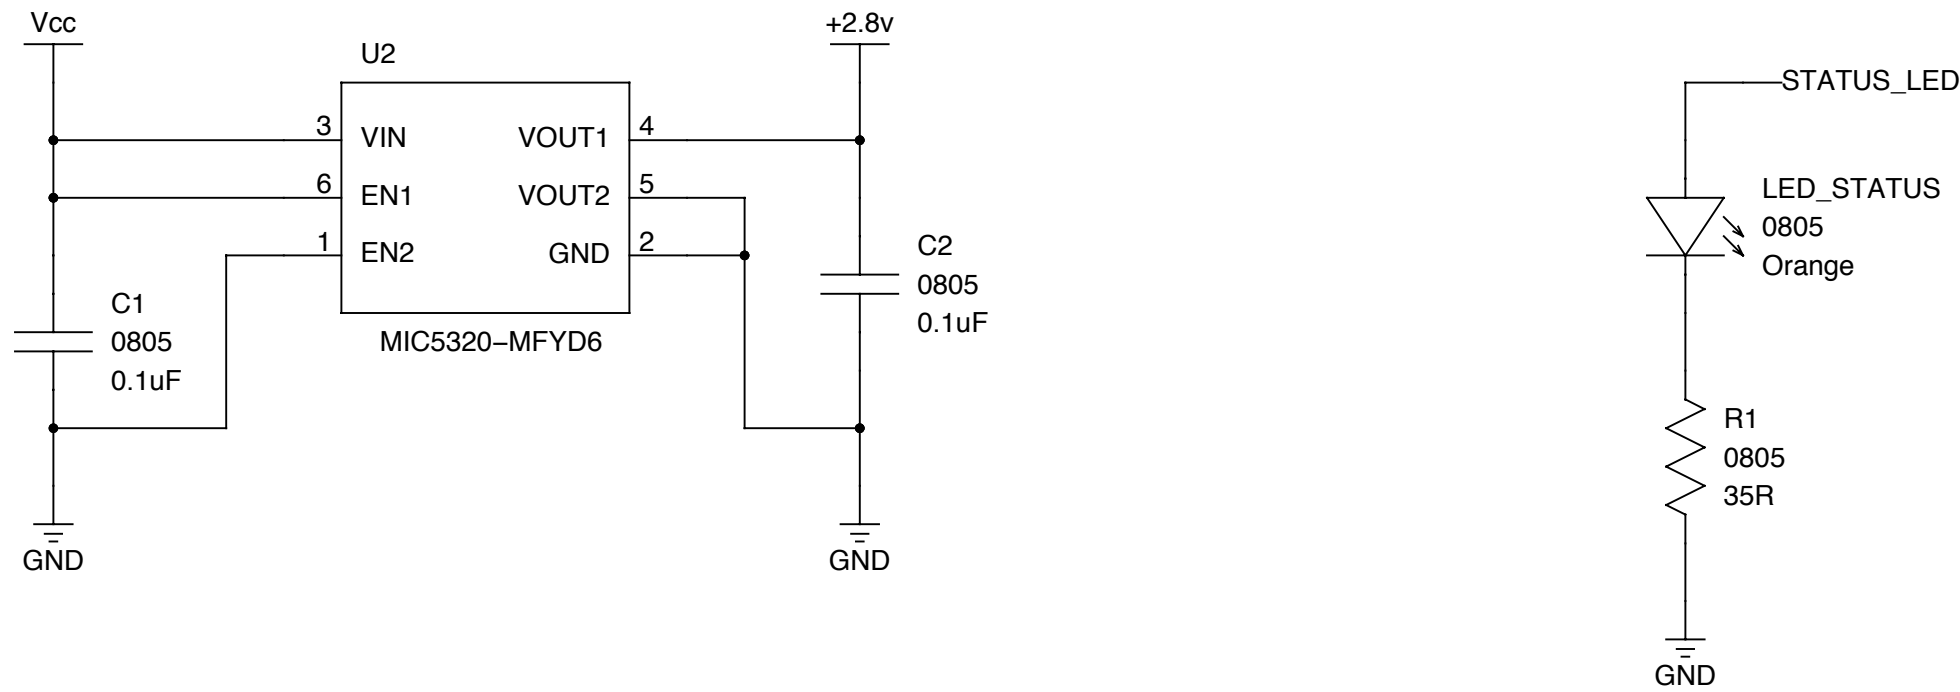 Vcc
+2.8v
U2
3 VIN VOUT1 4
6 EN1 VOUT2 5
1 EN2 GND 2
MIC5320–MFYD6
C1
0805
0.1uF
C2
0805
0.1uF
GND
GND
STATUS_LED
LED_STATUS
0805
Orange
R1
0805
35R
GND